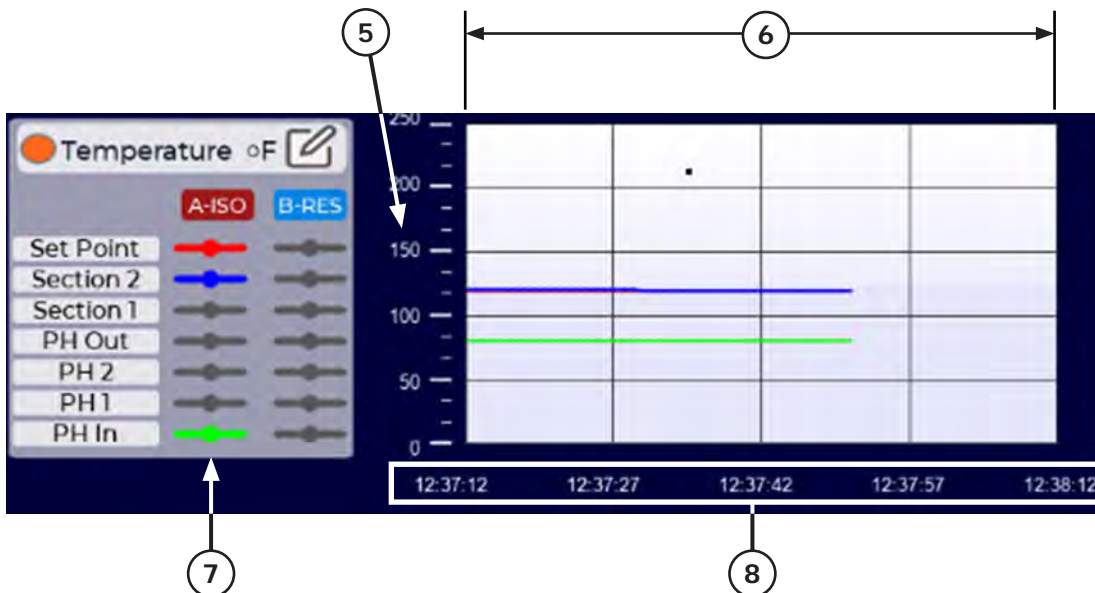 5
6
250
Temperature °F
200
A-ISO B-RES
Set Point
150
Section 2
Section 1
100
PH Out
PH 2
50
PH 1
PH In
0
12:37:12 12:37:27 12:37:42 12:37:57 12:38:12
7
8